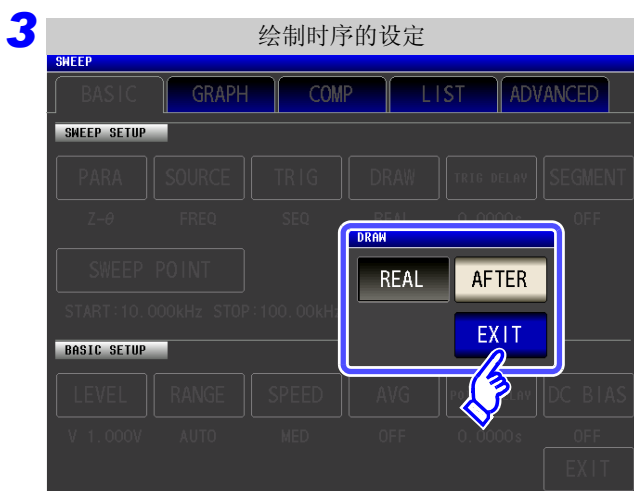 3
绘制时序的设定
SWEEP
BASIC GRAPH COMP LIST ADVANCED
SWEEP SETUP
PARA SOURCE TRIG DRAW TRIG DELAY SEGMENT
Z-θ FREQ SEQ REAL 0.0000s OFF
DRAW
SWEEP POINT
REAL AFTER
START:10.000kHz STOP:100.00kHz
EXIT
BASIC SETUP
LEVEL RANGE SPEED AVG DC BIAS
V 1.000V AUTO MED OFF 0.0000s OFF
EXIT